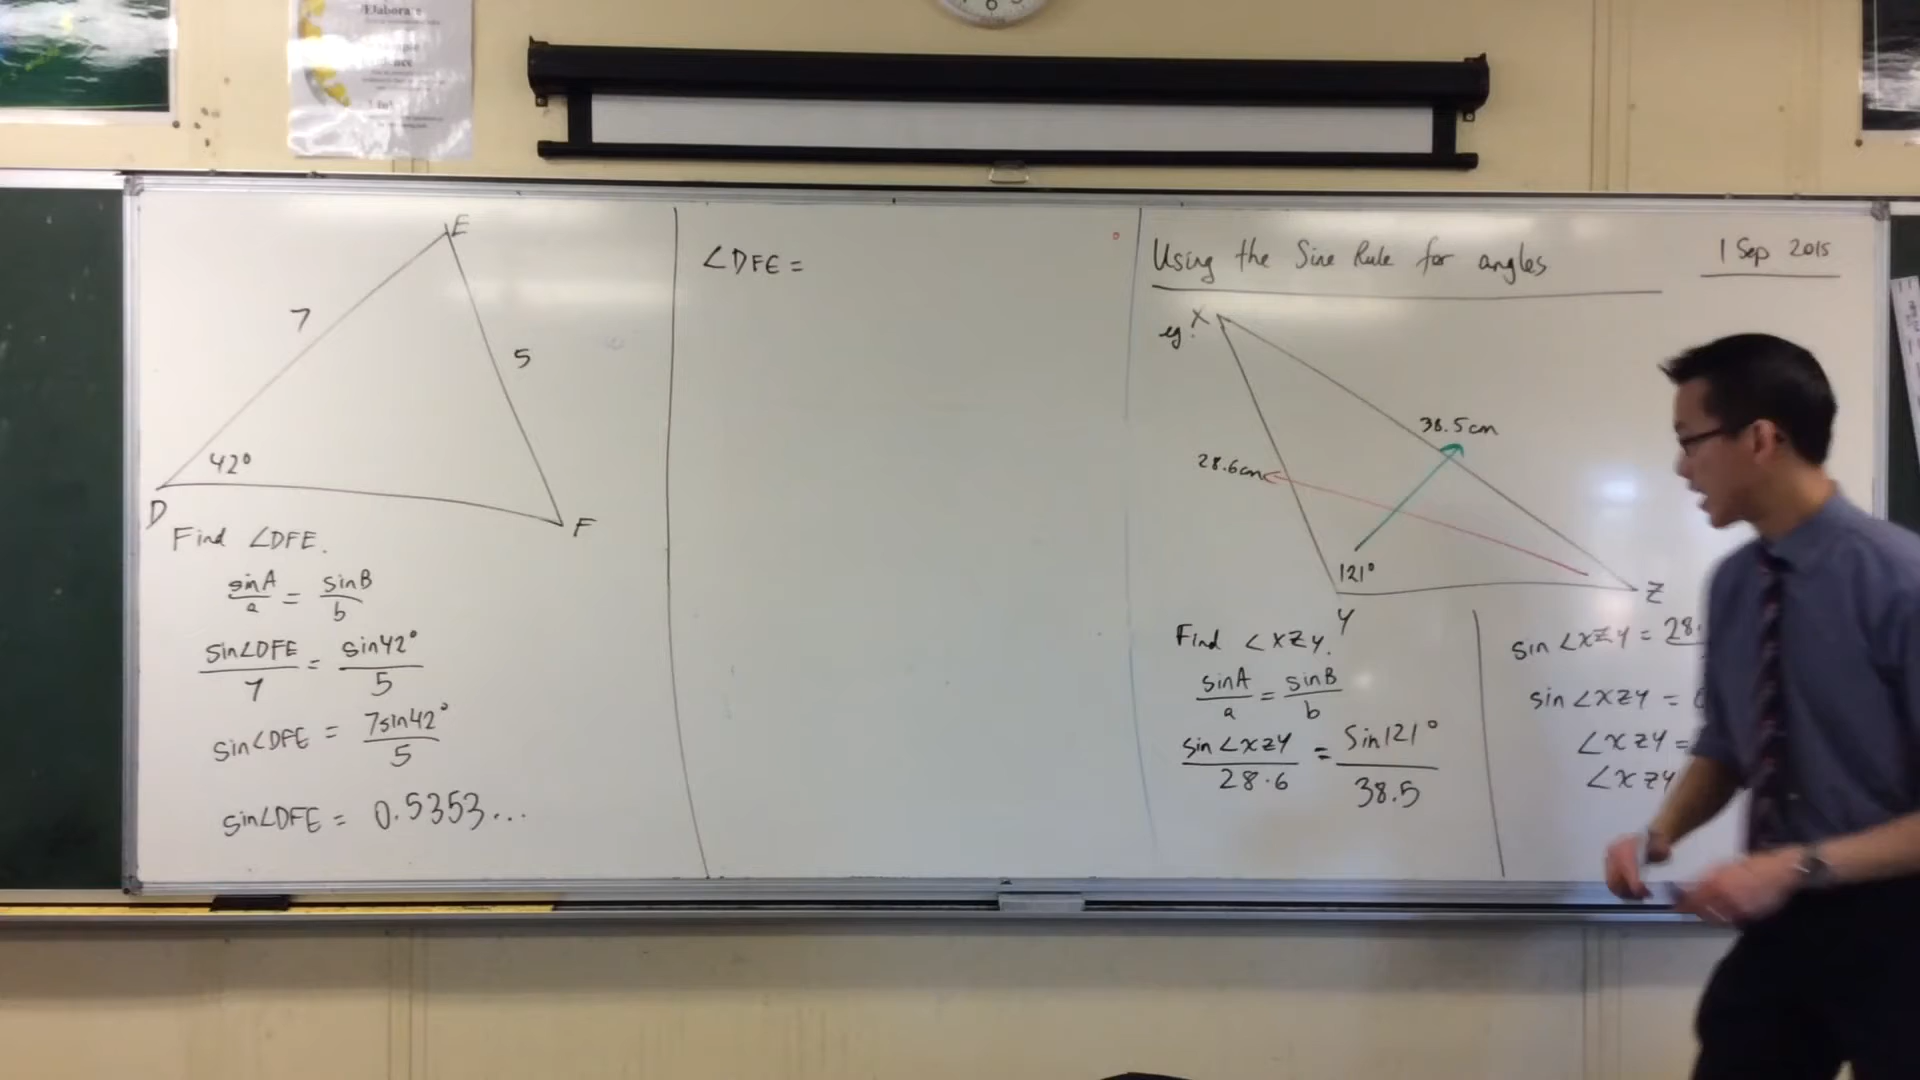 Elaborate
E
7
5
42°
D
F
Find ∠DFE.
sinA/a = sinB/b
sin∠DFE/7 = sin42°/5
sin∠DFE = 7sin42°/5
sin∠DFE = 0.5353...
∠DFE =
Using the Sine Rule for angles
1 Sep 2015
eg.
X
38.5cm
28.6cm
121°
Y
Z
Find ∠XZY.
sinA/a = sinB/b
sin∠XZY/28.6 = sin121°/38.5
sin∠XZY = 28.
sin∠XZY =
∠XZY =
∠XZY